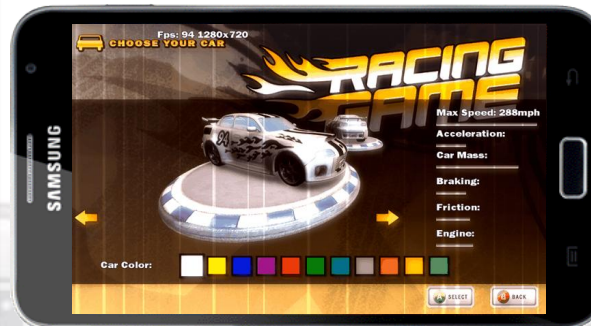 Fps: 94 1280x720
CHOOSE YOUR CAR
RACING
GAME
Max Speed: 288mph
Acceleration:
Car Mass:
Braking:
Friction:
Engine:
Car Color:
A SELECT
B BACK
SAMSUNG